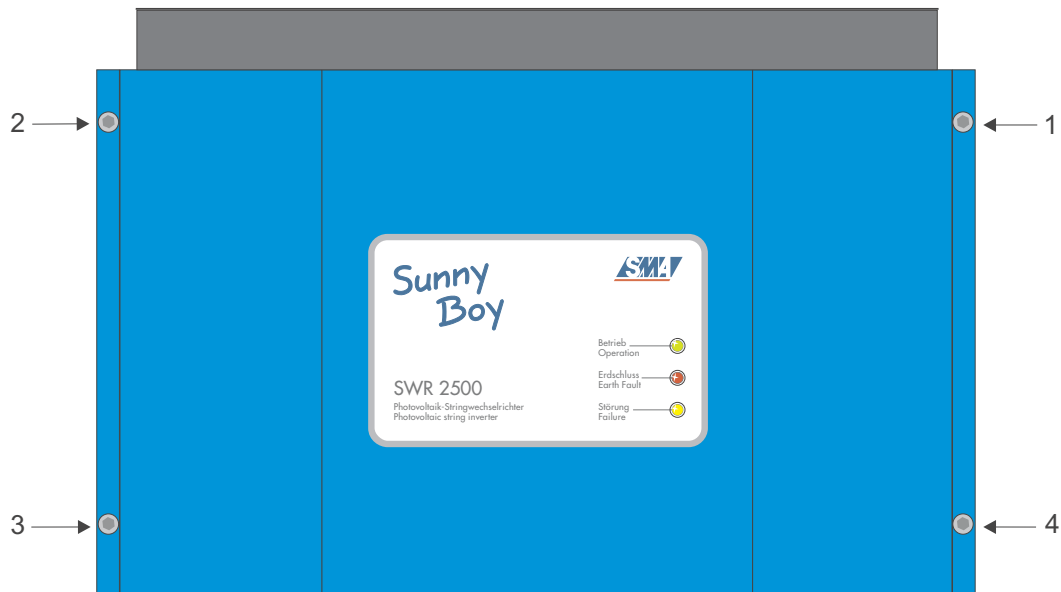 2
1
Sunny
Boy
SMA
Betrieb
Operation
Erdschluss
Earth Fault
SWR 2500
Störung
Failure
Photovoltaik-Stringwechselrichter
Photovoltaic string inverter
3
4